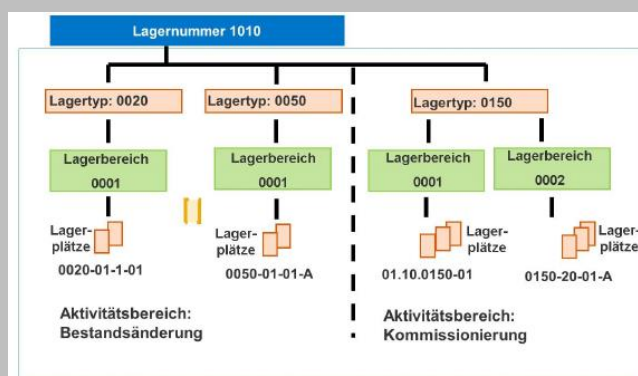 Lagernummer 1010
Lagertyp: 0020
Lagertyp: 0050
Lagertyp: 0150
Lagerbereich
0001
Lagerbereich
0001
Lagerbereich
0001
Lagerbereich
0002
Lager-
plätze
0020-01-1-01
Lager-
plätze
0050-01-01-A
Lager-
plätze
01.10.0150-01
Lager-
plätze
0150-20-01-A
Aktivitätsbereich:
Bestandsänderung
Aktivitätsbereich:
Kommissionierung